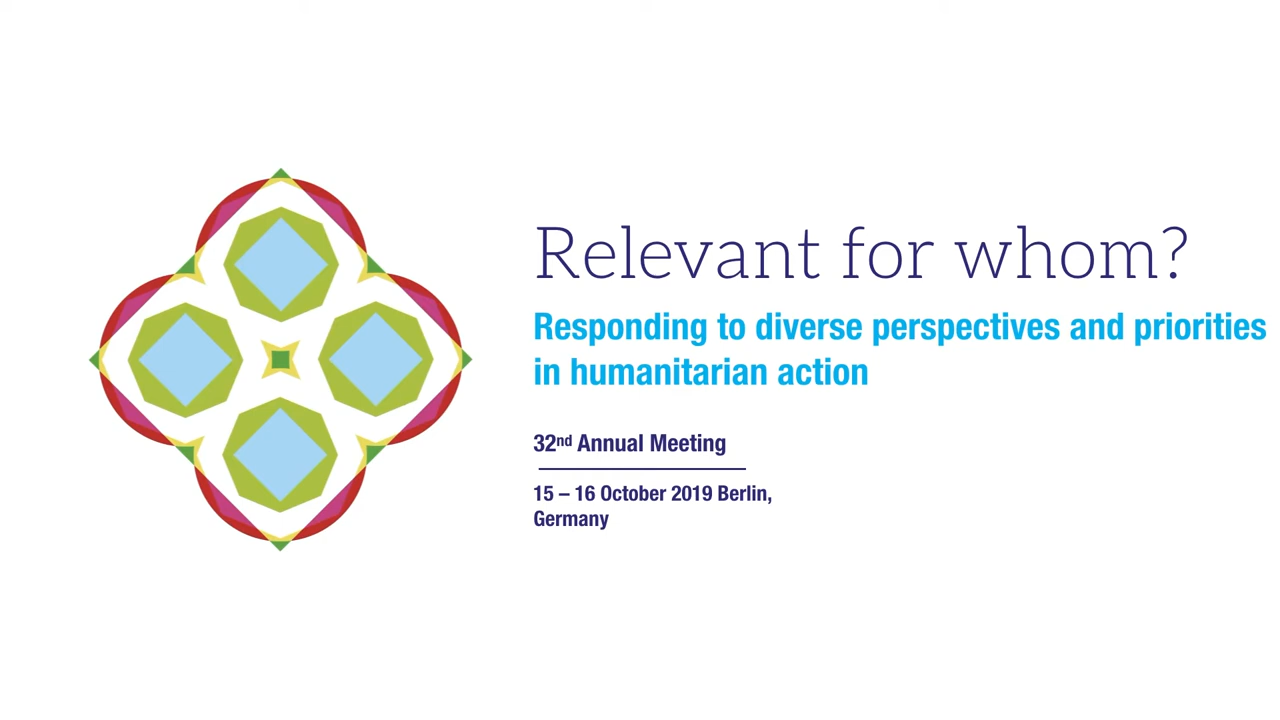 Relevant for whom?
Responding to diverse perspectives and priorities
in humanitarian action
32nd Annual Meeting
15 – 16 October 2019 Berlin,
Germany